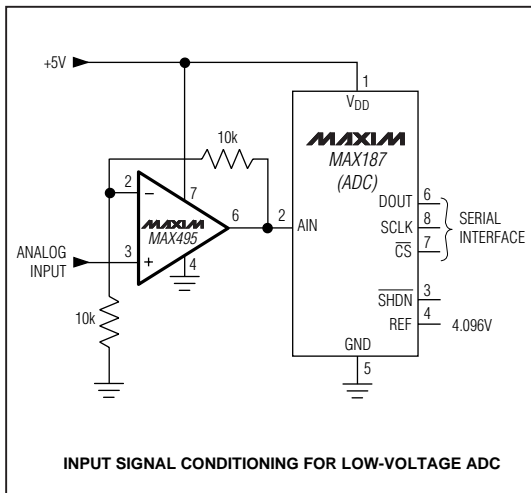 +5V
1
VDD
MAXIM
MAX187
(ADC)
10k
2
7
MAXIM
MAX495
6
2
AIN
DOUT
6
SCLK
8
CS
7
SERIAL
INTERFACE
ANALOG
INPUT
3
4
10k
SHDN
3
REF
4
4.096V
GND
5
INPUT SIGNAL CONDITIONING FOR LOW-VOLTAGE ADC